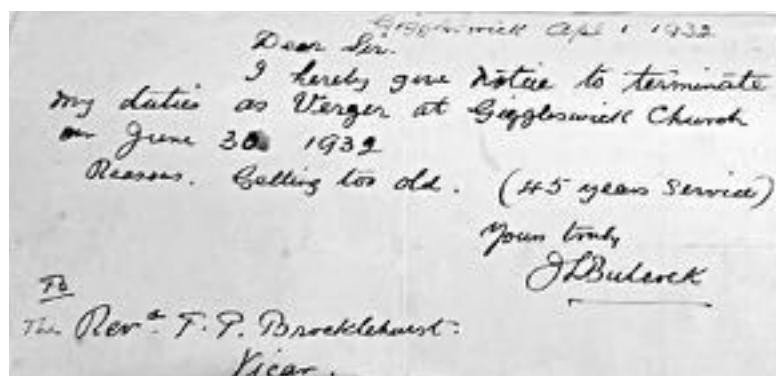 Giggleswick Apl 1 1932
Dear Sir.
I hereby give Notice to terminate
my duties as Verger at Giggleswick Church
on June 30 1932
Reasons. Getting too old. (45 years Service)
Yours truly
J L Bulcock
To
The Revd. T. P. Brocklehurst.
Vicar.